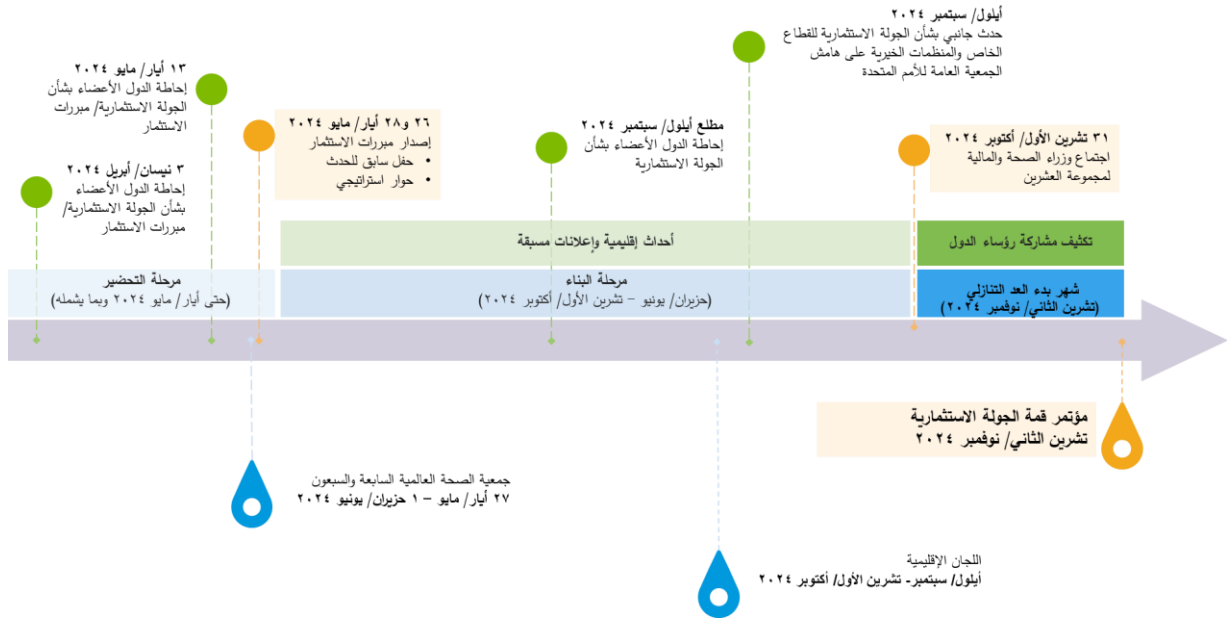 أيلول/ سبتمبر ٢٠٢٤
حدث جانبي بشأن الجولة الاستثمارية للقطاع
الخاص والمنظمات الخيرية على هامش
الجمعية العامة للأمم المتحدة
١٣ أيار/ مايو ٢٠٢٤
إحاطة الدول الأعضاء بشأن
الجولة الاستثمارية/ مبررات
الاستثمار
٢٦ و٢٨ أيار/ مايو ٢٠٢٤
إصدار مبررات الاستثمار
• حفل سابق للحدث
• حوار استراتيجي
مطلع أيلول/ سبتمبر ٢٠٢٤
إحاطة الدول الأعضاء بشأن
الجولة الاستثمارية
٣١ تشرين الأول/ أكتوبر ٢٠٢٤
اجتماع وزراء الصحة والمالية
لمجموعة العشرين
٣ نيسان/ أبريل ٢٠٢٤
إحاطة الدول الأعضاء
بشأن الجولة الاستثمارية/
مبررات الاستثمار
أحداث إقليمية وإعلانات مسبقة
تكثيف مشاركة رؤساء الدول
مرحلة التحضير
(حتى أيار/ مايو ٢٠٢٤ وبما يشمله)
مرحلة البناء
(حزيران/ يونيو – تشرين الأول/ أكتوبر ٢٠٢٤)
شهر بدء العد التنازلي
(تشرين الثاني/ نوفمبر ٢٠٢٤)
مؤتمر قمة الجولة الاستثمارية
تشرين الثاني/ نوفمبر ٢٠٢٤
جمعية الصحة العالمية السابعة والسبعون
٢٧ أيار/ مايو – ١ حزيران/ يونيو ٢٠٢٤
اللجان الإقليمية
أيلول/ سبتمبر- تشرين الأول/ أكتوبر ٢٠٢٤